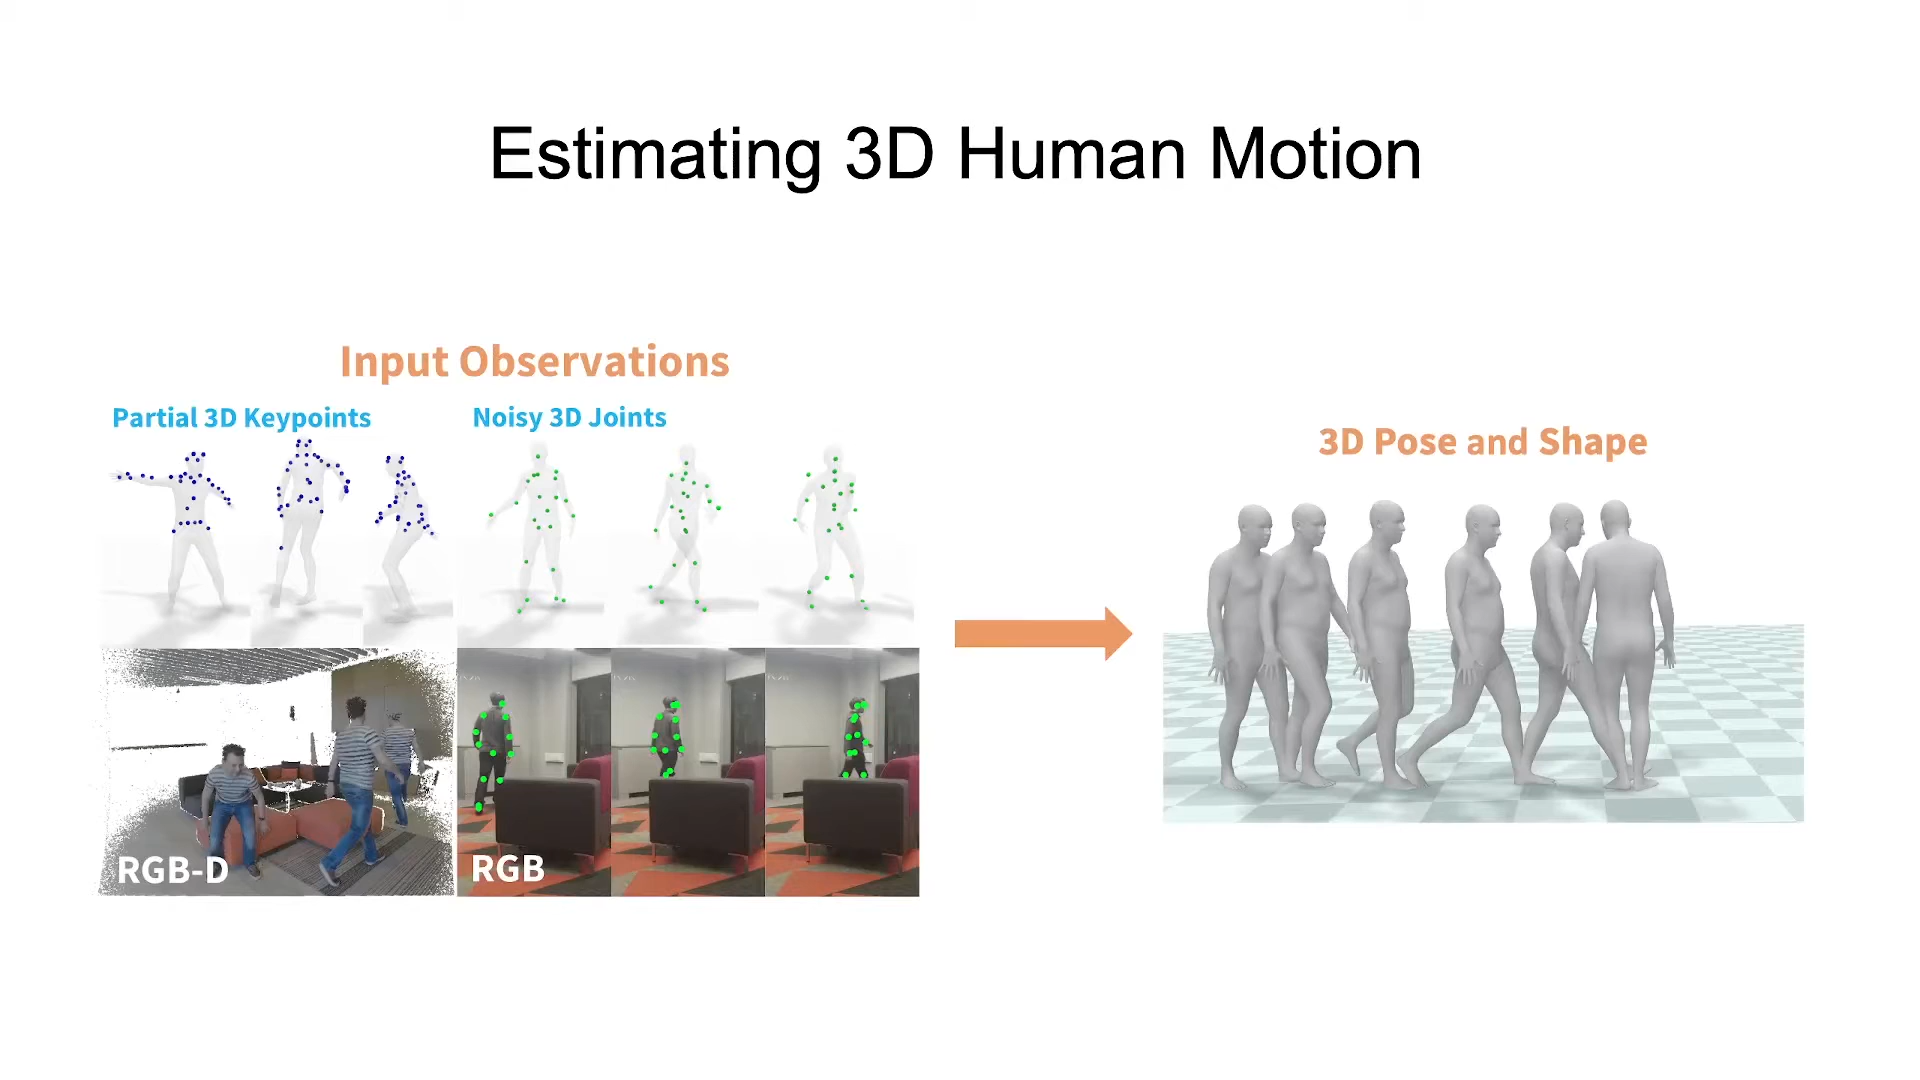 Estimating 3D Human Motion
Input Observations
Partial 3D Keypoints
Noisy 3D Joints
RGB-D
RGB
3D Pose and Shape